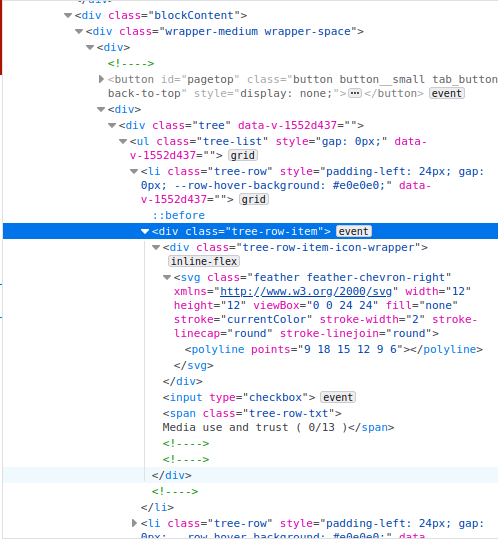 </div>
<div class="blockContent">
<div class="wrapper-medium wrapper-space">
<div>
<!---->
<button id="pagetop" class="button button__small tab_button
back-to-top" style="display: none;"> ⋯ </button> event
<div>
<div class="tree" data-v-1552d437="">
<ul class="tree-list" style="gap: 0px;" data-
v-1552d437=""> grid
<li class="tree-row" style="padding-left: 24px; gap:
0px; --row-hover-background: #e0e0e0;" data-
v-1552d437=""> grid
::before
<div class="tree-row-item"> event
<div class="tree-row-item-icon-wrapper">
inline-flex
<svg class="feather feather-chevron-right"
xmlns="http://www.w3.org/2000/svg" width="12"
height="12" viewBox="0 0 24 24" fill="none"
stroke="currentColor" stroke-width="2" stroke-
linecap="round" stroke-linejoin="round">
<polyline points="9 18 15 12 9 6"></polyline>
</svg>
</div>
<input type="checkbox"> event
<span class="tree-row-txt">
Media use and trust ( 0/13 )</span>
<!---->
<!---->
</div>
<!---->
</li>
<li class="tree-row" style="padding-left: 24px; gap:
0px; --row-hover-background: #e0e0e0;" data-